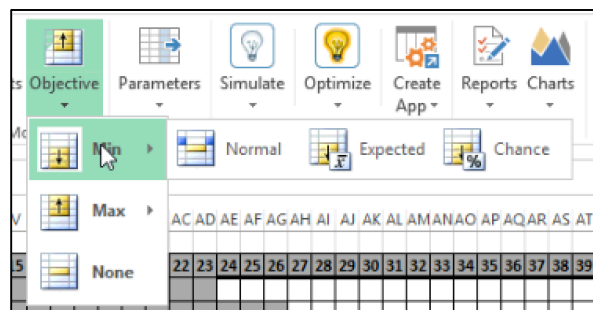 ts Objective Parameters Simulate Optimize Create App Reports Charts
Min Normal Expected Chance
Max
V AC AD AE AF AG AH AI AJ AK AL AM AN AO AP AQ AR AS AT
15 22 23 24 25 26 27 28 29 30 31 32 33 34 35 36 37 38 39
None